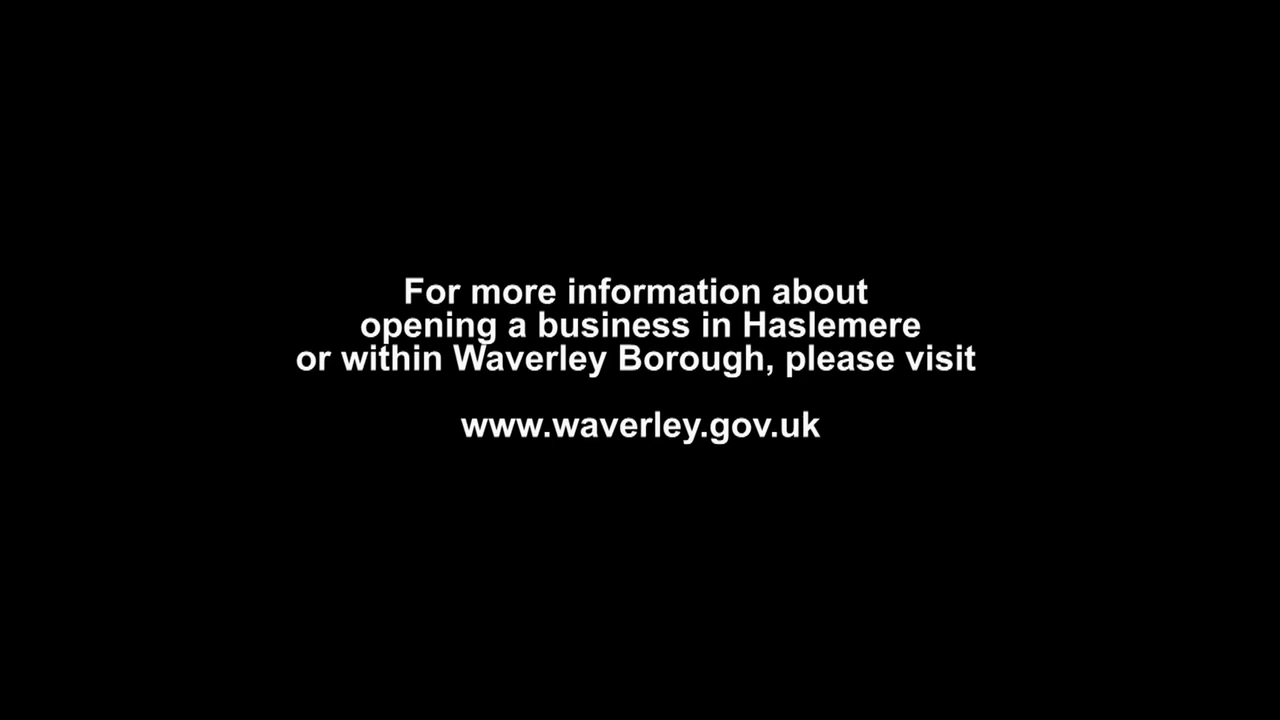 For more information about
opening a business in Haslemere
or within Waverley Borough, please visit
www.waverley.gov.uk